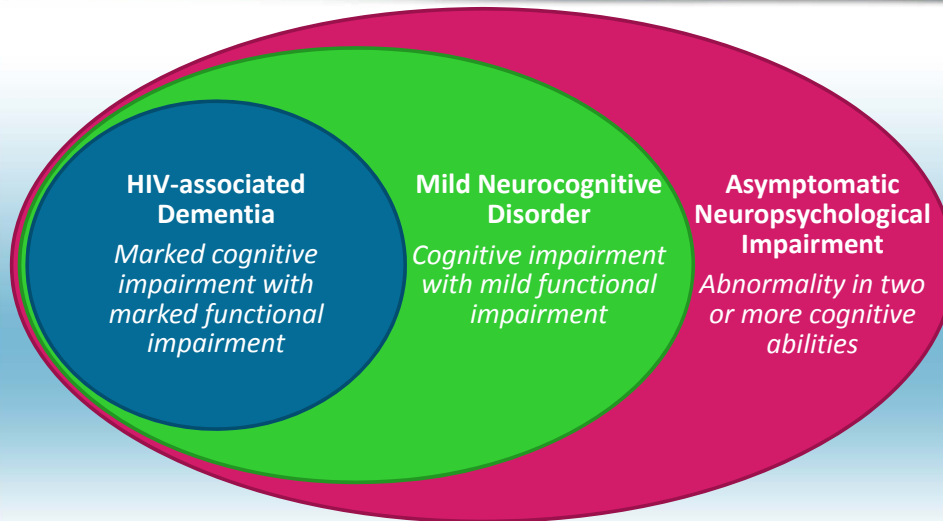 HIV-associated
Dementia
Marked cognitive
impairment with
marked functional
impairment
Mild Neurocognitive
Disorder
Cognitive impairment
with mild functional
impairment
Asymptomatic
Neuropsychological
Impairment
Abnormality in two
or more cognitive
abilities